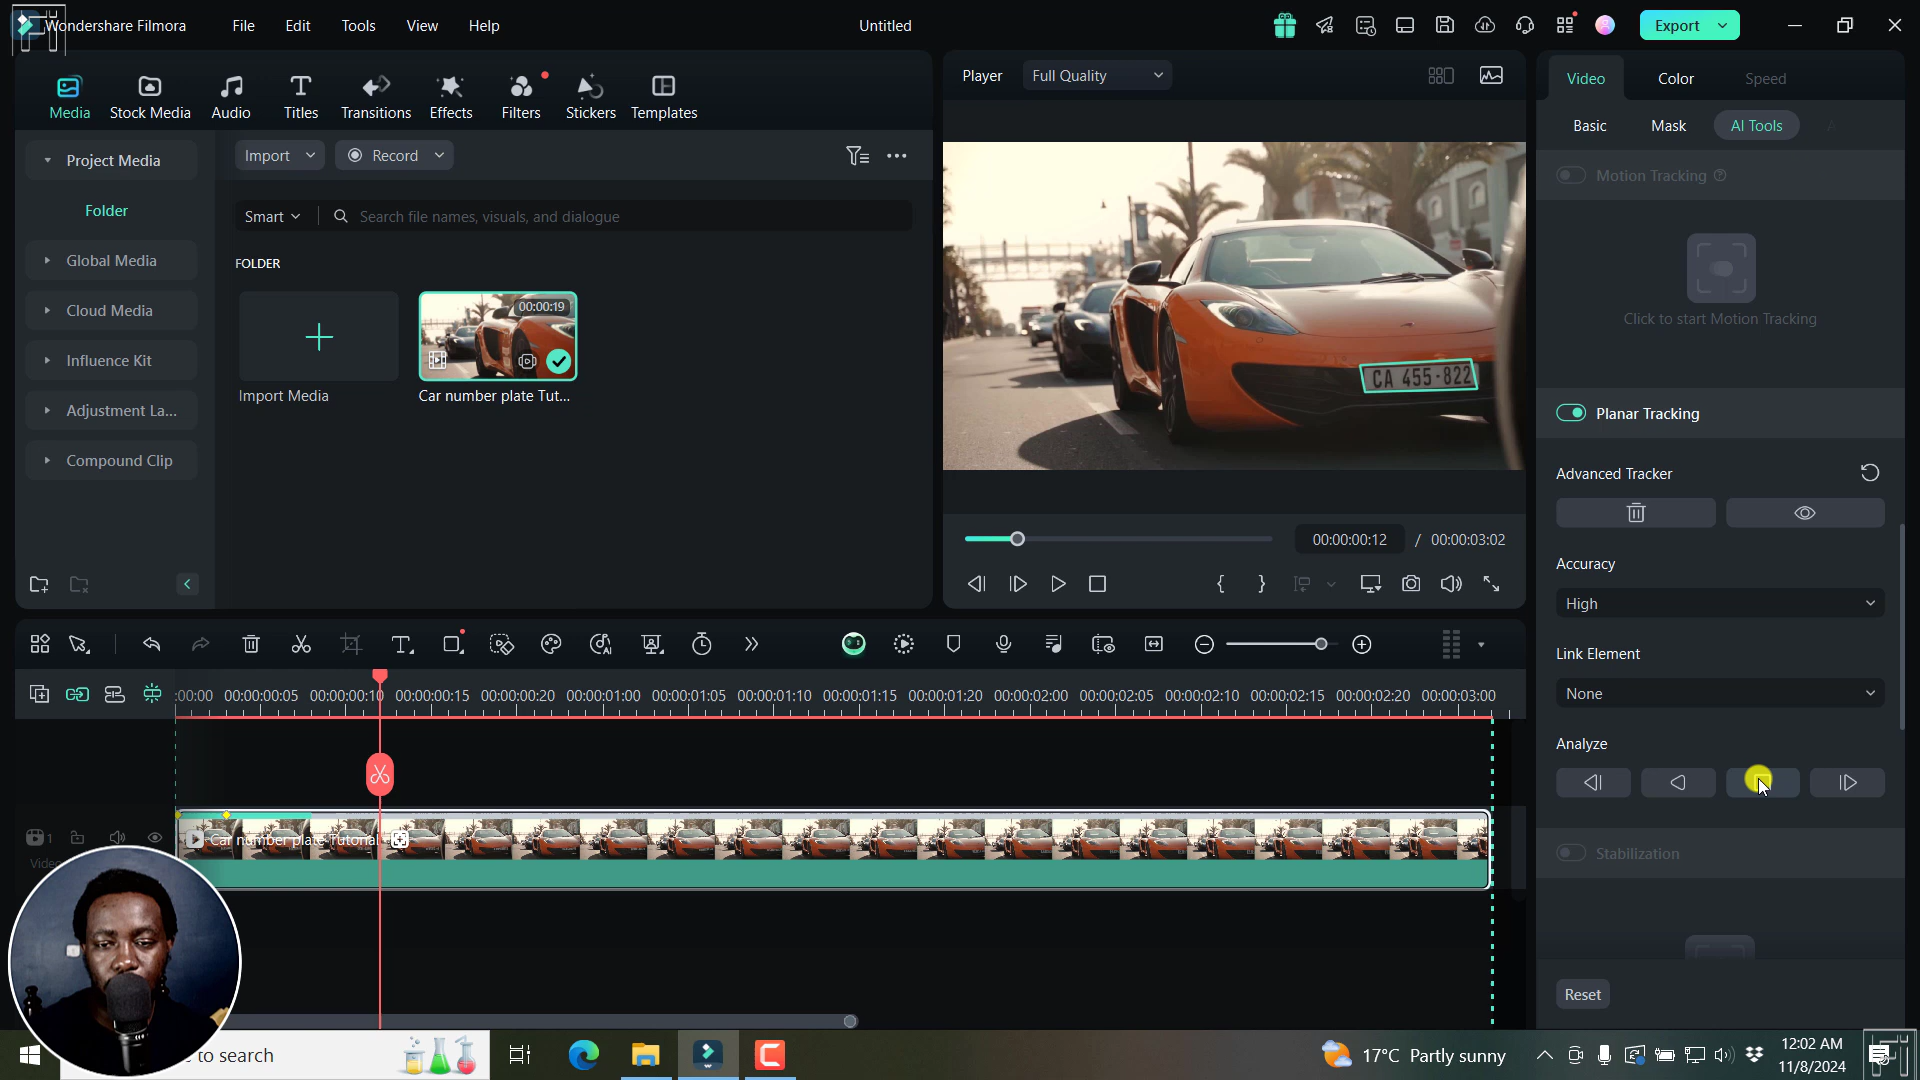 Wondershare Filmora
File
Edit
Tools
View
Help
Untitled
Export
Media
Stock Media
Audio
Titles
Transitions
Effects
Filters
Stickers
Templates
Player
Full Quality
Video
Color
Speed
Basic
Mask
AI Tools
Project Media
Folder
Global Media
Cloud Media
Influence Kit
Adjustment La...
Compound Clip
Import
Record
Smart
Search file names, visuals, and dialogue
FOLDER
00:00:19
Import Media
Car number plate Tut...
CA 455-822
00:00:00:12 / 00:00:03:02
Motion Tracking
Click to start Motion Tracking
Planar Tracking
Advanced Tracker
Accuracy
High
Link Element
None
Analyze
Stabilization
Reset
:00:00 00:00:00:05 00:00:00:10 00:00:00:15 00:00:00:20 00:00:01:00 00:00:01:05 00:00:01:10 00:00:01:15 00:00:01:20 00:00:02:00 00:00:02:05 00:00:02:10 00:00:02:15 00:00:02:20 00:00:03:00
1
Car number plate Tutorial
to search
17°C Partly sunny
12:02 AM
11/8/2024